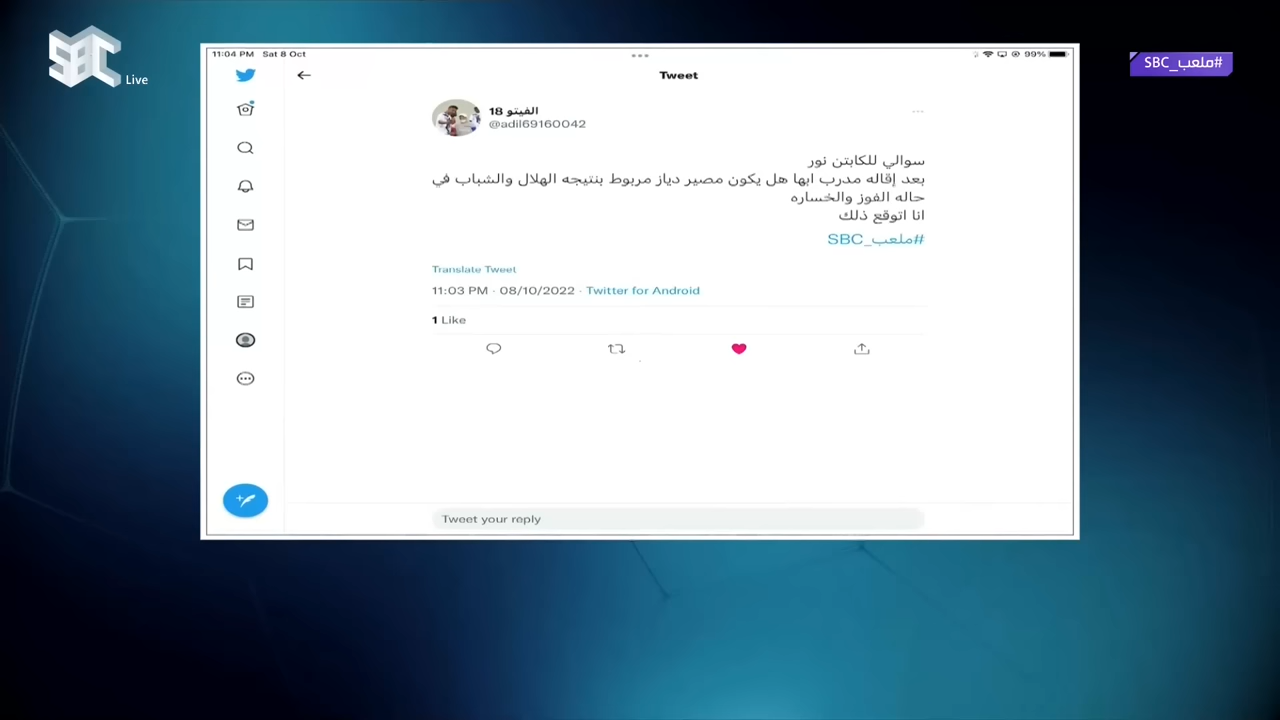 SBC
Live
#ملعب_SBC
11:04 PM Sat 8 Oct
99%
Tweet
الفيتو 18
@adil69160042
سوالي للكابتن نور
بعد إقاله مدرب ابها هل يكون مصير دياز مربوط بنتيجه الهلال والشباب في
حاله الفوز والخساره
انا اتوقع ذلك
#ملعب_SBC
Translate Tweet
11:03 PM · 08/10/2022 · Twitter for Android
1 Like
Tweet your reply